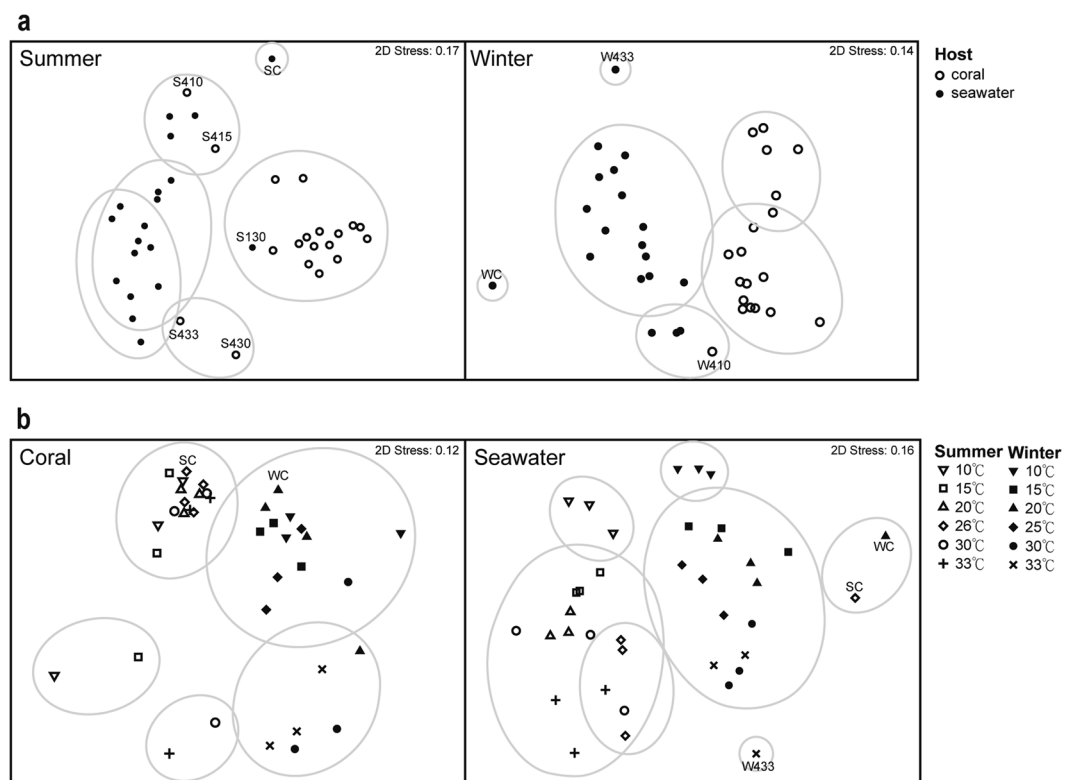 a
Summer
2D Stress: 0.17
SC
S410
S415
S130
S433
S430
Winter
2D Stress: 0.14
W433
WC
W410
Host
coral
seawater
b
Coral
2D Stress: 0.12
SC
WC
Seawater
2D Stress: 0.16
WC
SC
W433
Summer Winter
10℃ 10℃
15℃ 15℃
20℃ 20℃
26℃ 25℃
30℃ 30℃
33℃ 33℃